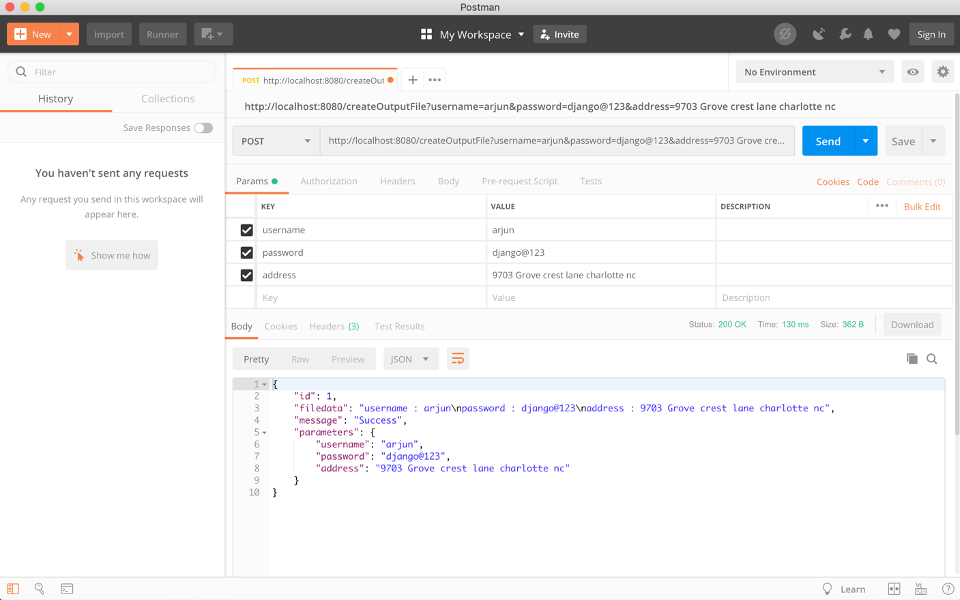 Postman
New
Import
Runner
My Workspace
Invite
Sign In
Filter
History
Collections
Save Responses
You haven't sent any requests
Any request you send in this workspace will
appear here.
Show me how
POST http://localhost:8080/createOut
No Environment
http://localhost:8080/createOutputFile?username=arjun&password=django@123&address=9703 Grove crest lane charlotte nc
POST
http://localhost:8080/createOutputFile?username=arjun&password=django@123&address=9703 Grove cre...
Send
Save
Params
Authorization
Headers
Body
Pre-request Script
Tests
Cookies
Code
Comments (0)
KEY
VALUE
DESCRIPTION
Bulk Edit
username
arjun
password
django@123
address
9703 Grove crest lane charlotte nc
Key
Value
Description
Body
Cookies
Headers (3)
Test Results
Status: 200 OK
Time: 130 ms
Size: 362 B
Download
Pretty
Raw
Preview
JSON
1 {
2 "id": 1,
3 "filedata": "username : arjun\npassword : django@123\naddress : 9703 Grove crest lane charlotte nc",
4 "message": "Success",
5 "parameters": {
6 "username": "arjun",
7 "password": "django@123",
8 "address": "9703 Grove crest lane charlotte nc"
9 }
10 }
Learn